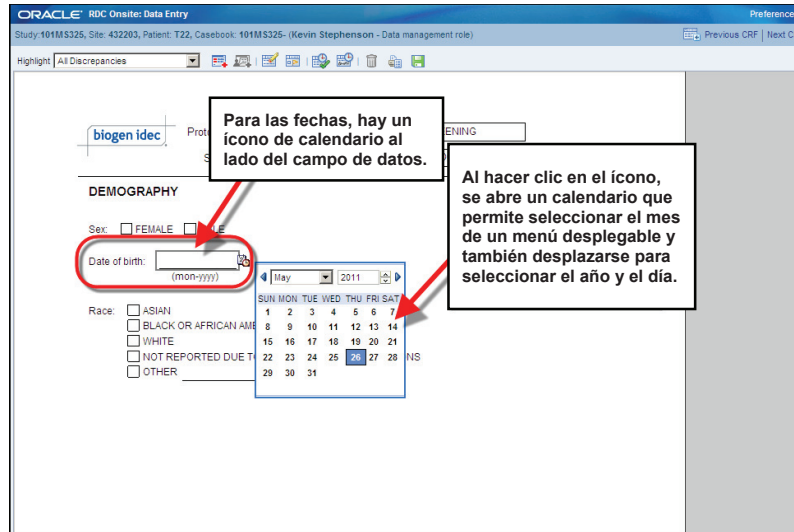 ORACLE RDC Onsite: Data Entry
Preference
Study:101MS325, Site: 432203, Patient: T22, Casebook: 101MS325- (Kevin Stephenson - Data management role)
Previous CRF | Next C
Highlight All Discrepancies
Para las fechas, hay un
ícono de calendario al
lado del campo de datos.
biogen idec
ENING
Al hacer clic en el ícono,
se abre un calendario que
permite seleccionar el mes
de un menú desplegable y
también desplazarse para
seleccionar el año y el día.
DEMOGRAPHY
Sex: FEMALE
Date of birth:
(mon-yyyy)
May 2011
SUN MON TUE WED THU FRI SAT
1 2 3 4 5 6 7
8 9 10 11 12 13 14
15 16 17 18 19 20 21
22 23 24 25 26 27 28
29 30 31
Race: ASIAN
BLACK OR AFRICAN AME
WHITE
NOT REPORTED DUE T NS
OTHER